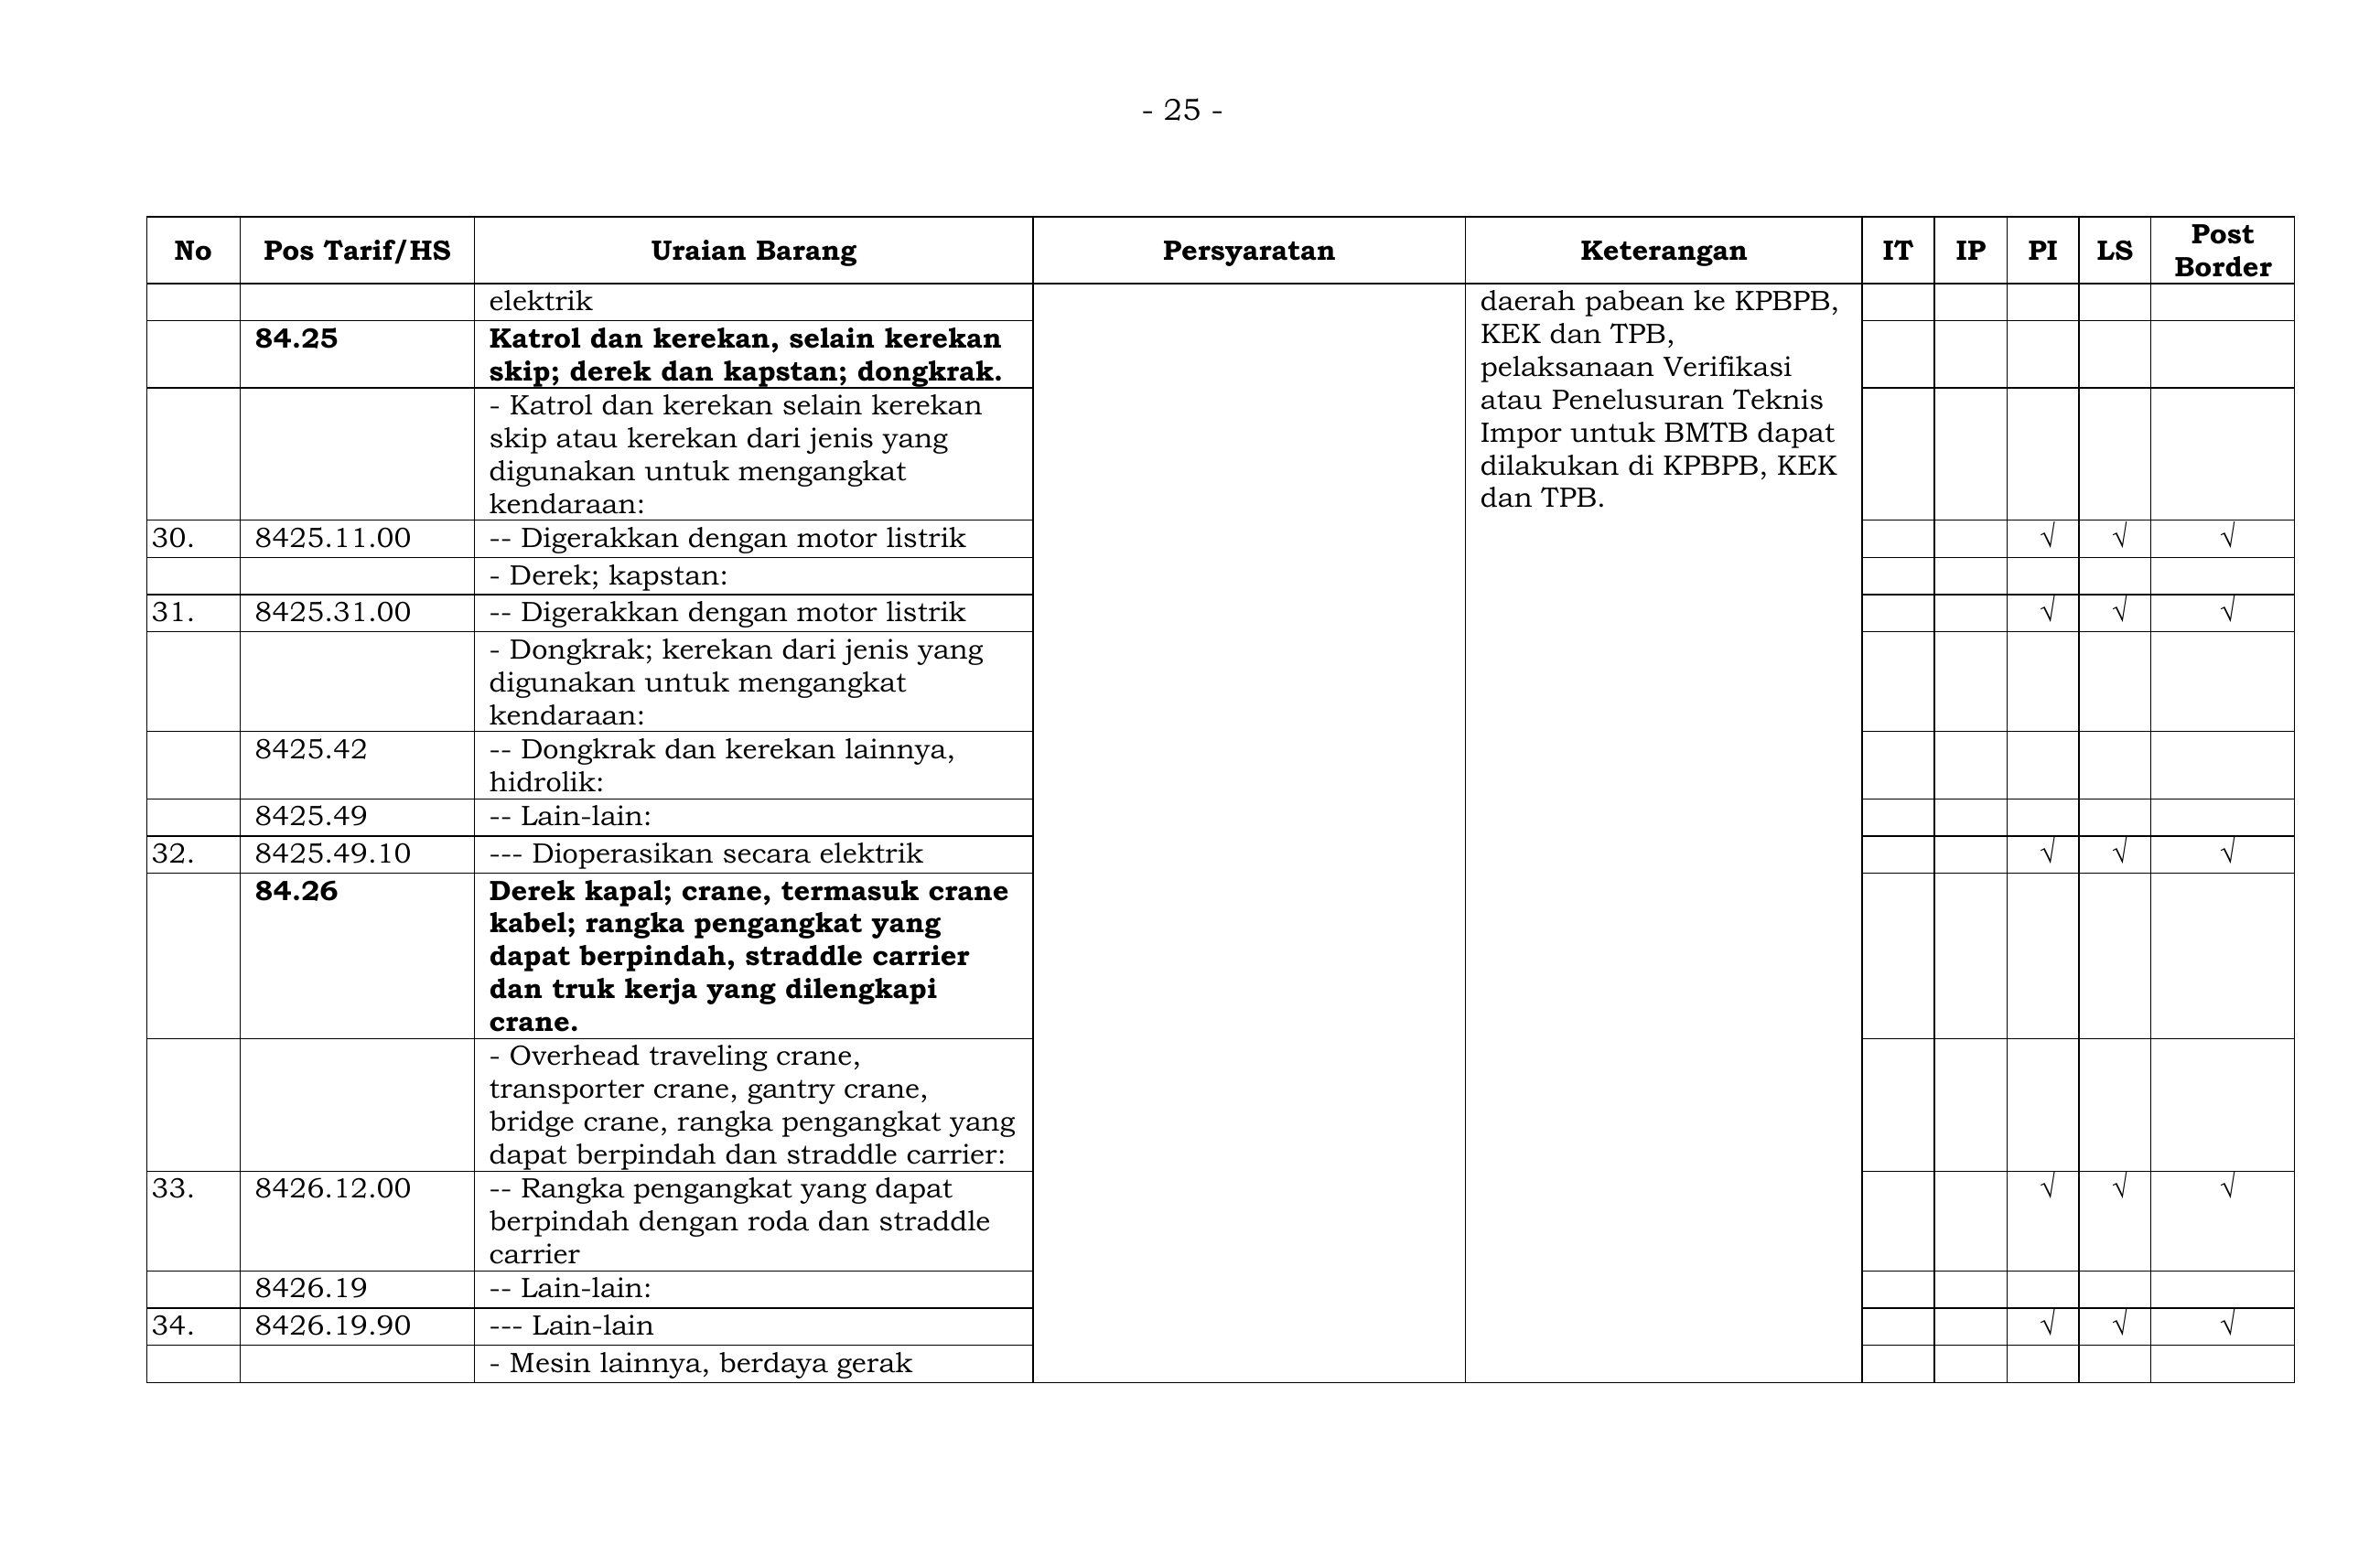 - 25 -
No Pos Tarif/HS Uraian Barang Persyaratan Keterangan IT IP PI LS Post Border
elektrik
84.25 Katrol dan kerekan, selain kerekan
skip; derek dan kapstan; dongkrak.
- Katrol dan kerekan selain kerekan
skip atau kerekan dari jenis yang
digunakan untuk mengangkat
kendaraan:
daerah pabean ke KPBPB,
KEK dan TPB,
pelaksanaan Verifikasi
atau Penelusuran Teknis
Impor untuk BMTB dapat
dilakukan di KPBPB, KEK
dan TPB.
30. 8425.11.00 -- Digerakkan dengan motor listrik √ √ √
- Derek; kapstan:
31. 8425.31.00 -- Digerakkan dengan motor listrik √ √ √
- Dongkrak; kerekan dari jenis yang
digunakan untuk mengangkat
kendaraan:
8425.42 -- Dongkrak dan kerekan lainnya,
hidrolik:
8425.49 -- Lain-lain:
32. 8425.49.10 --- Dioperasikan secara elektrik √ √ √
84.26 Derek kapal; crane, termasuk crane
kabel; rangka pengangkat yang
dapat berpindah, straddle carrier
dan truk kerja yang dilengkapi
crane.
- Overhead traveling crane,
transporter crane, gantry crane,
bridge crane, rangka pengangkat yang
dapat berpindah dan straddle carrier:
33. 8426.12.00 -- Rangka pengangkat yang dapat √ √ √
berpindah dengan roda dan straddle
carrier
8426.19 -- Lain-lain:
34. 8426.19.90 --- Lain-lain √ √ √
- Mesin lainnya, berdaya gerak